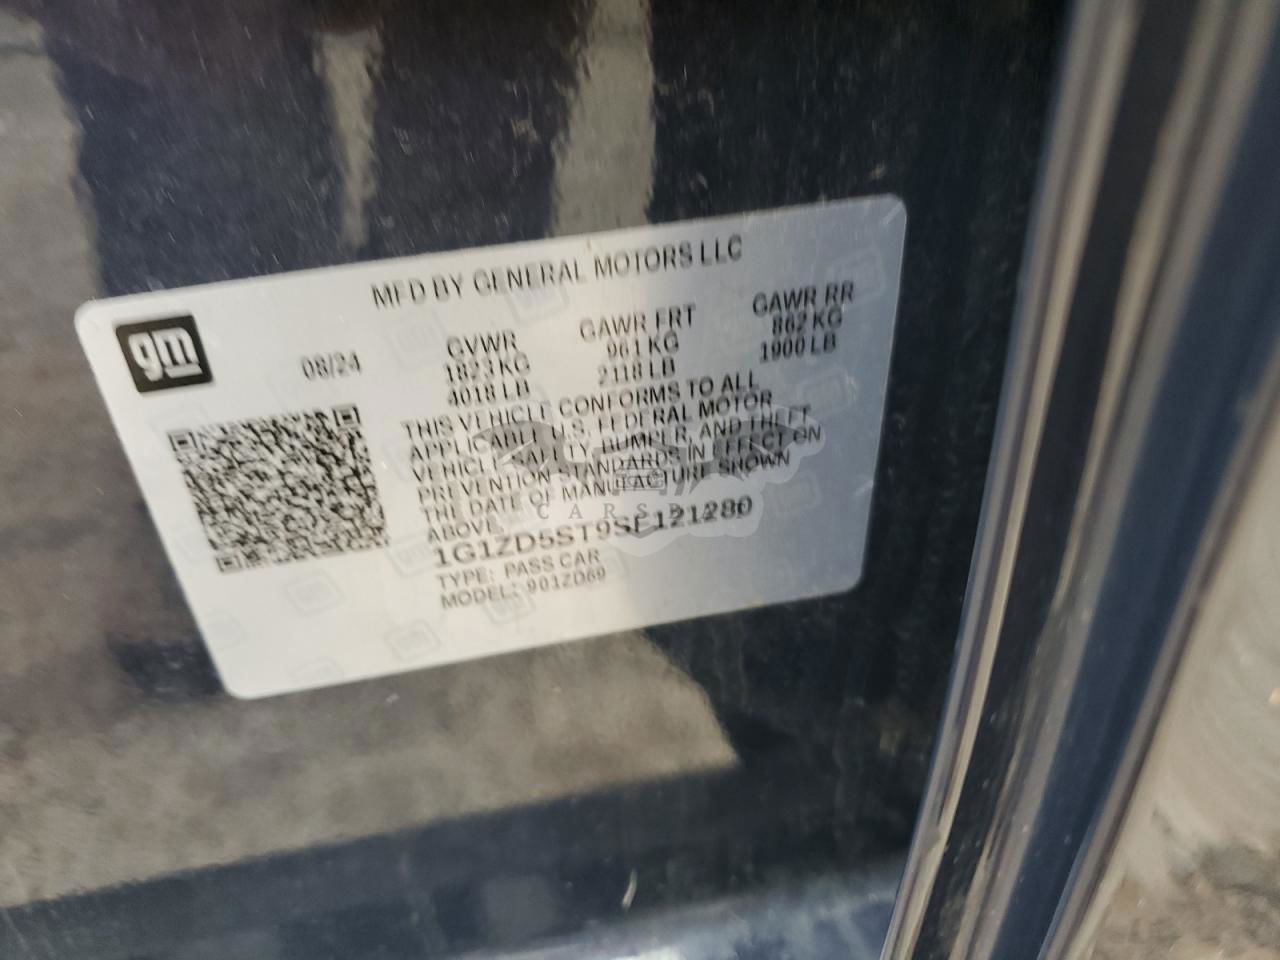 MFD BY GENERAL MOTORS LLC
gm
08/24
GVWR
1823 KG
4018 LB
GAWR FRT
961 KG
2118 LB
GAWR RR
862 KG
1900 LB
THIS VEHICLE CONFORMS TO ALL
APPLICABLE U.S. FEDERAL MOTOR
VEHICLE SAFETY, BUMPER, AND THEFT
PREVENTION STANDARDS IN EFFECT ON
THE DATE OF MANUFACTURE SHOWN
ABOVE.
1G1ZD5ST9SF121280
TYPE: PASS CAR
MODEL: 901ZD69